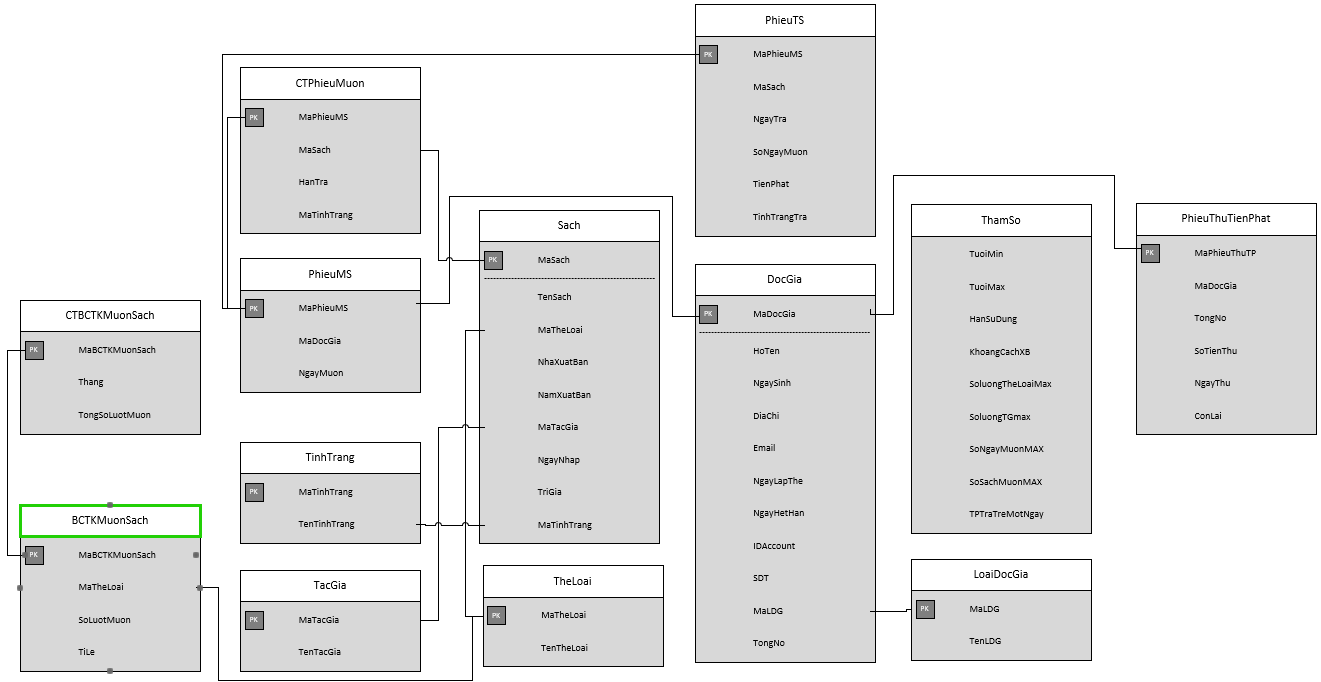 PhieuTS
PK MaPhieuMS
MaSach
NgayTra
SoNgayMuon
TienPhat
TinhTrangTra
CTPhieuMuon
PK MaPhieuMS
MaSach
HanTra
MaTinhTrang
PhieuMS
PK MaPhieuMS
MaDocGia
NgayMuon
Sach
PK MaSach
TenSach
MaTheLoai
NhaXuatBan
NamXuatBan
MaTacGia
NgayNhap
TriGia
MaTinhTrang
DocGia
PK MaDocGia
HoTen
NgaySinh
DiaChi
Email
NgayLapThe
NgayHetHan
IDAccount
SDT
MaLDG
TongNo
ThamSo
TuoiMin
TuoiMax
HanSuDung
KhoangCachXB
SoluongTheLoaiMax
SoluongTGmax
SoNgayMuonMAX
SoSachMuonMAX
TPTraTreMotNgay
PhieuThuTienPhat
PK MaPhieuThuTP
MaDocGia
TongNo
SoTienThu
NgayThu
ConLai
CTBCTKMuonSach
PK MaBCTKMuonSach
Thang
TongSoLuotMuon
BCTKMuonSach
PK MaBCTKMuonSach
MaTheLoai
SoLuotMuon
TiLe
TinhTrang
PK MaTinhTrang
TenTinhTrang
TacGia
PK MaTacGia
TenTacGia
TheLoai
PK MaTheLoai
TenTheLoai
LoaiDocGia
PK MaLDG
TenLDG